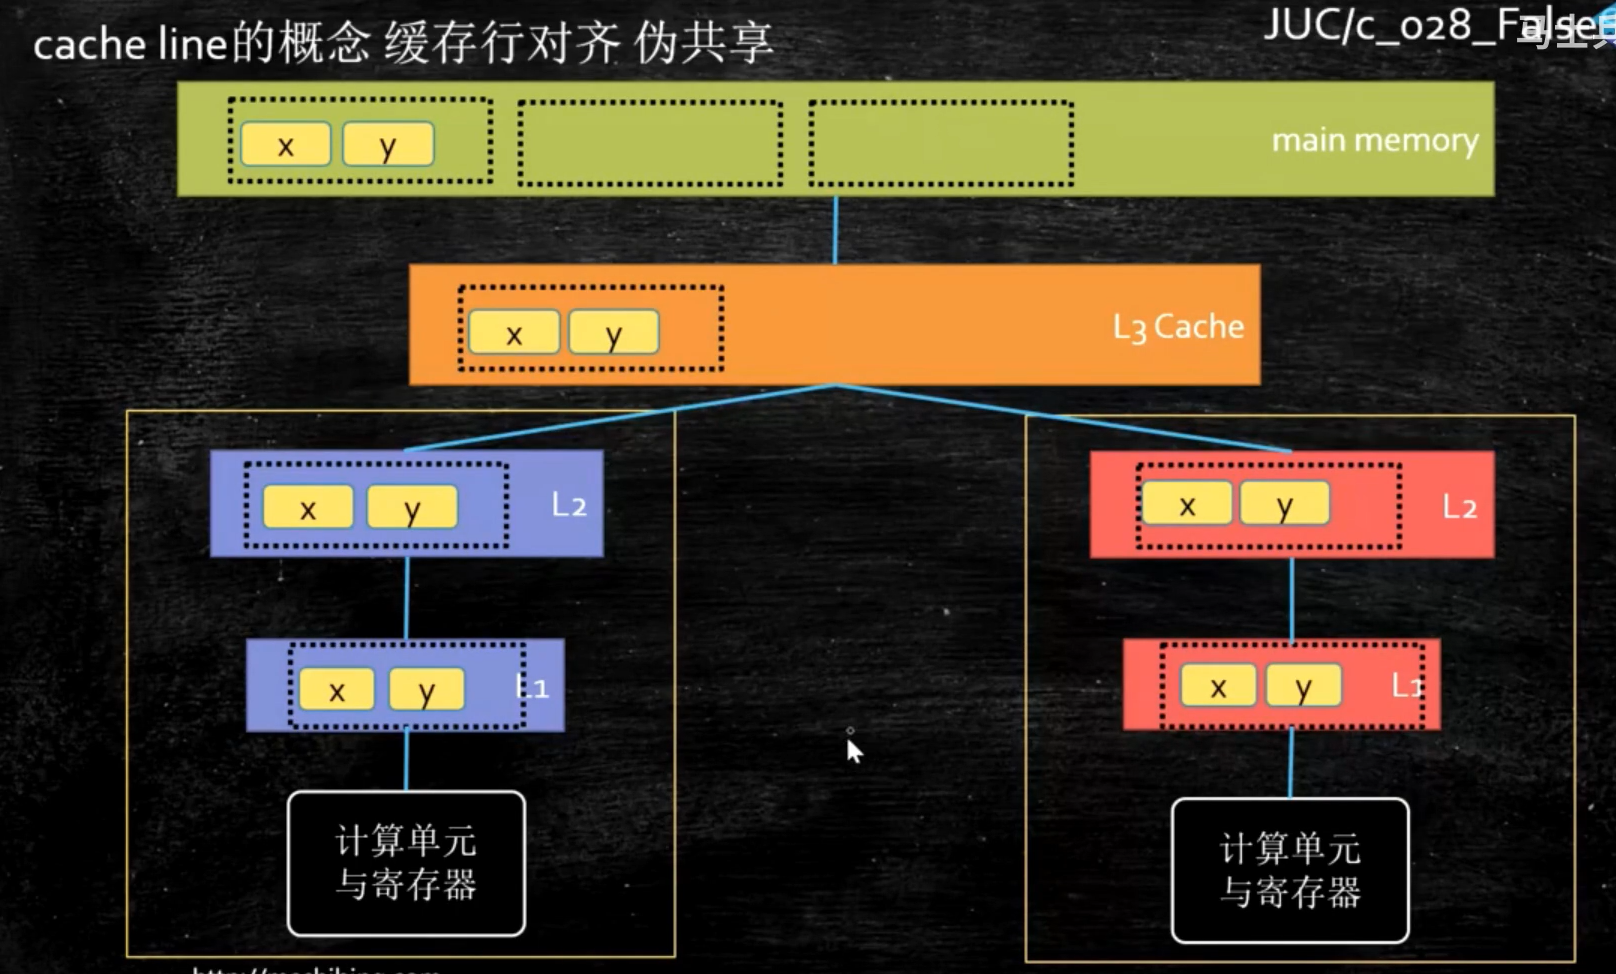 cache line的概念 缓存行对齐 伪共享
JUC/c_028_False
x y
main memory
x y
L3 Cache
x y
L2
x y
L2
x y
L1
x y
L1
计算单元
与寄存器
计算单元
与寄存器